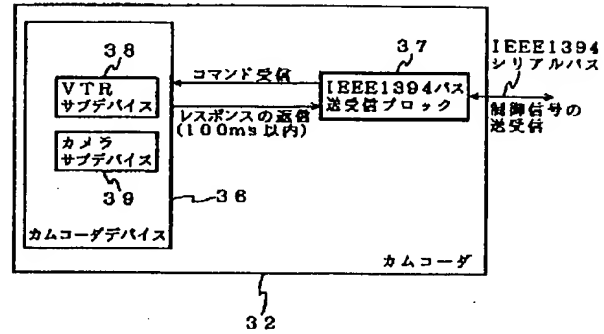 38
VTR
サブデバイス
カメラ
サブデバイス
39
カムコーダデバイス
36
コマンド受信
レスポンスの返信
(100ms以内)
37
IEEE1394バス
送受信ブロック
IEEE1394
シリアルバス
制御信号の
送受信
カムコーダ
32